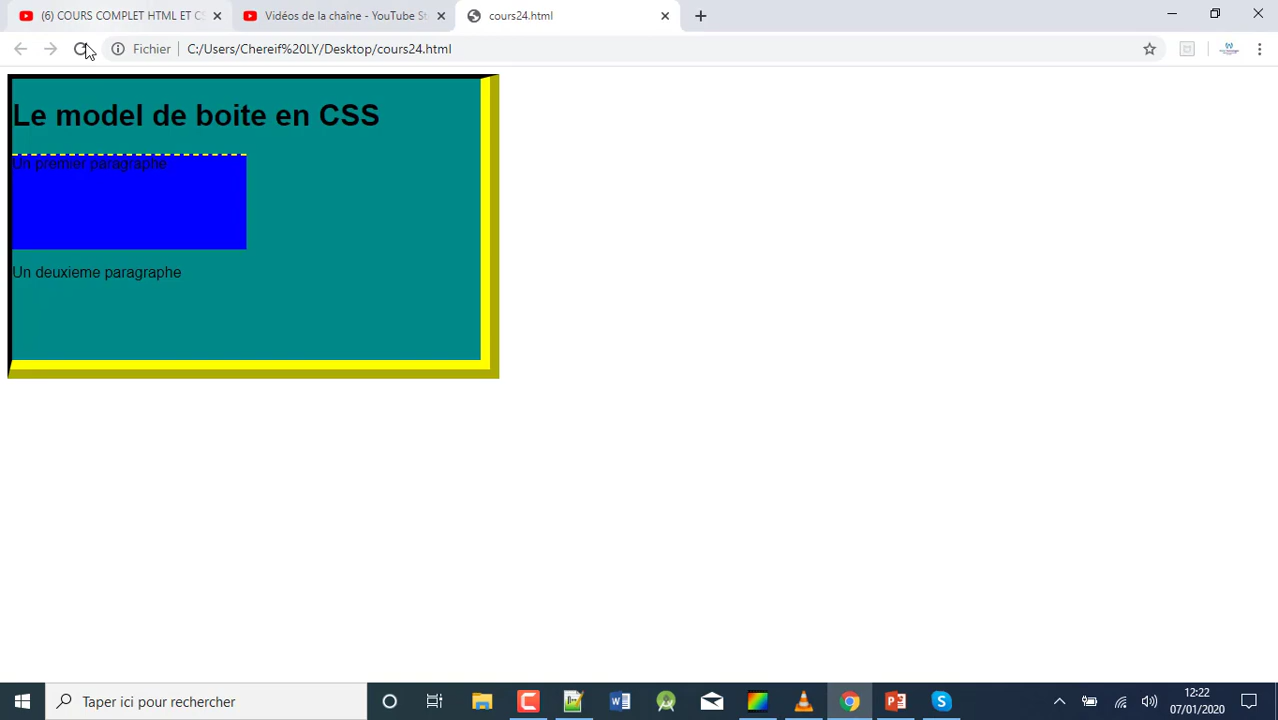 (6) COURS COMPLET HTML ET CS
Vidéos de la chaîne - YouTube St
cours24.html
Fichier
C:/Users/Chereif%20LY/Desktop/cours24.html
Le model de boite en CSS
Un premier paragraphe
Un deuxieme paragraphe
Taper ici pour rechercher
12:22
07/01/2020